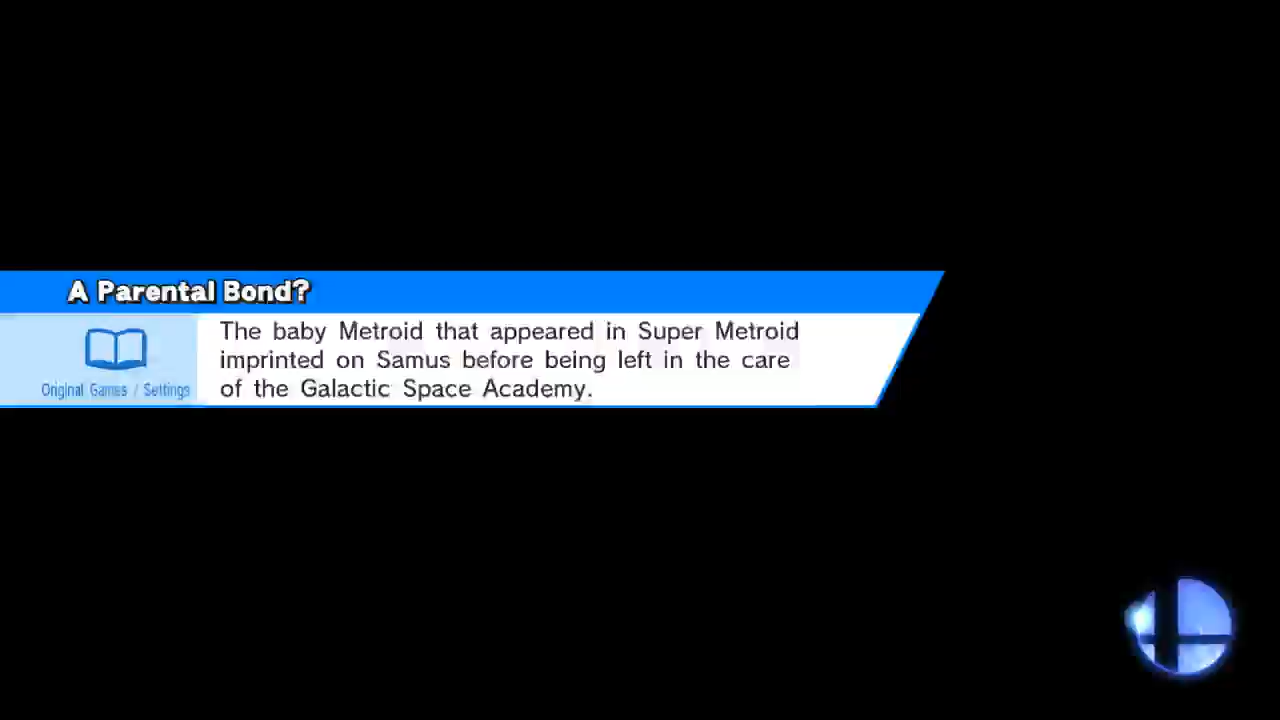 A Parental Bond?
The baby Metroid that appeared in Super Metroid
imprinted on Samus before being left in the care
of the Galactic Space Academy.
Original Games / Settings